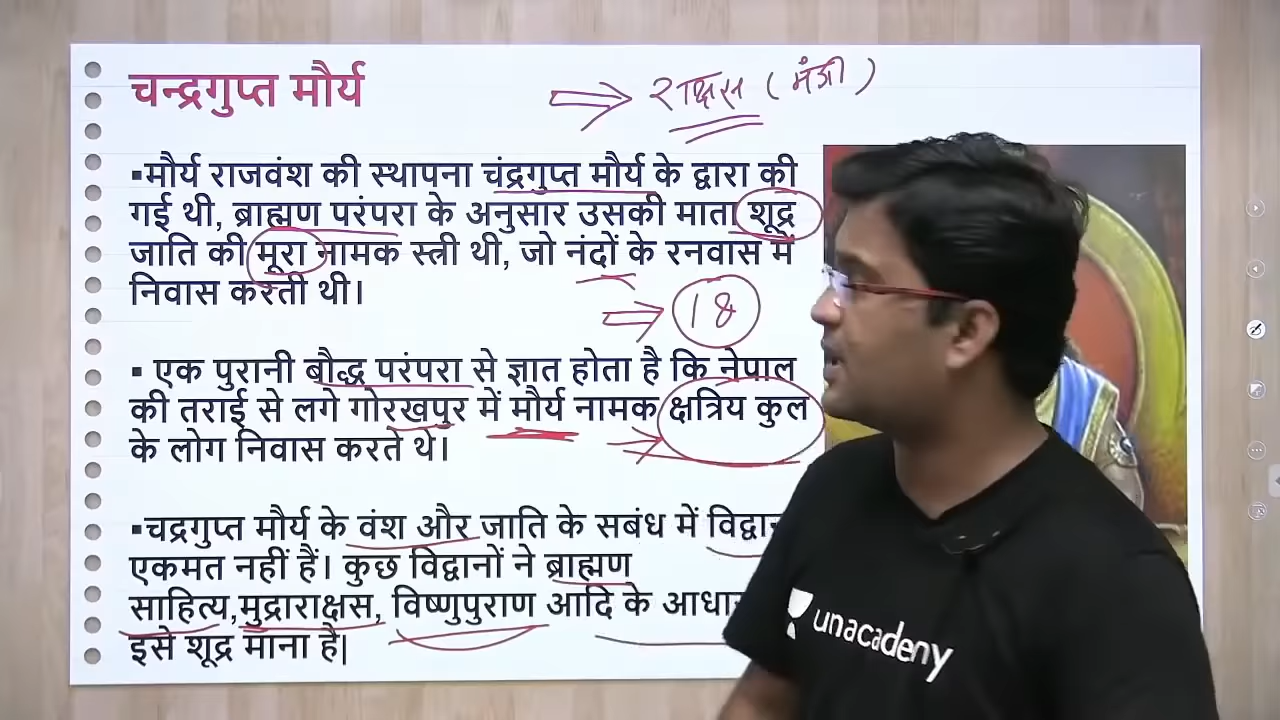 चन्द्रगुप्त मौर्य
राक्षस (मंत्री)
▪मौर्य राजवंश की स्थापना चंद्रगुप्त मौर्य के द्वारा की
गई थी, ब्राह्मण परंपरा के अनुसार उसकी माता शूद्र
जाति की मूरा नामक स्त्री थी, जो नंदों के रनवास में
निवास करती थी।
18
▪ एक पुरानी बौद्ध परंपरा से ज्ञात होता है कि नेपाल
की तराई से लगे गोरखपुर में मौर्य नामक क्षत्रिय कुल
के लोग निवास करते थे।
▪चद्रगुप्त मौर्य के वंश और जाति के सबंध में
एकमत नहीं हैं। कुछ विद्वानों ने ब्राह्मण
साहित्य,मुद्राराक्षस, विष्णुपुराण आदि के
इसे शूद्र माना है|
unacademy